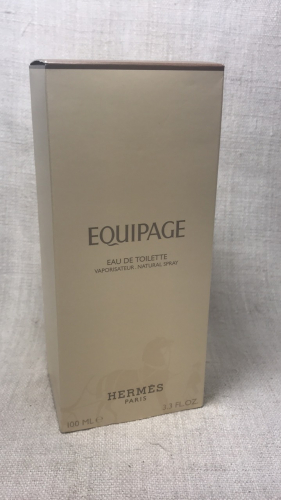 EQUIPAGE
EAU DE TOILETTE
VAPORISATEUR NATURAL SPRAY
HERMÈS
PARIS
100 ML ℮ 3.3 FL.OZ